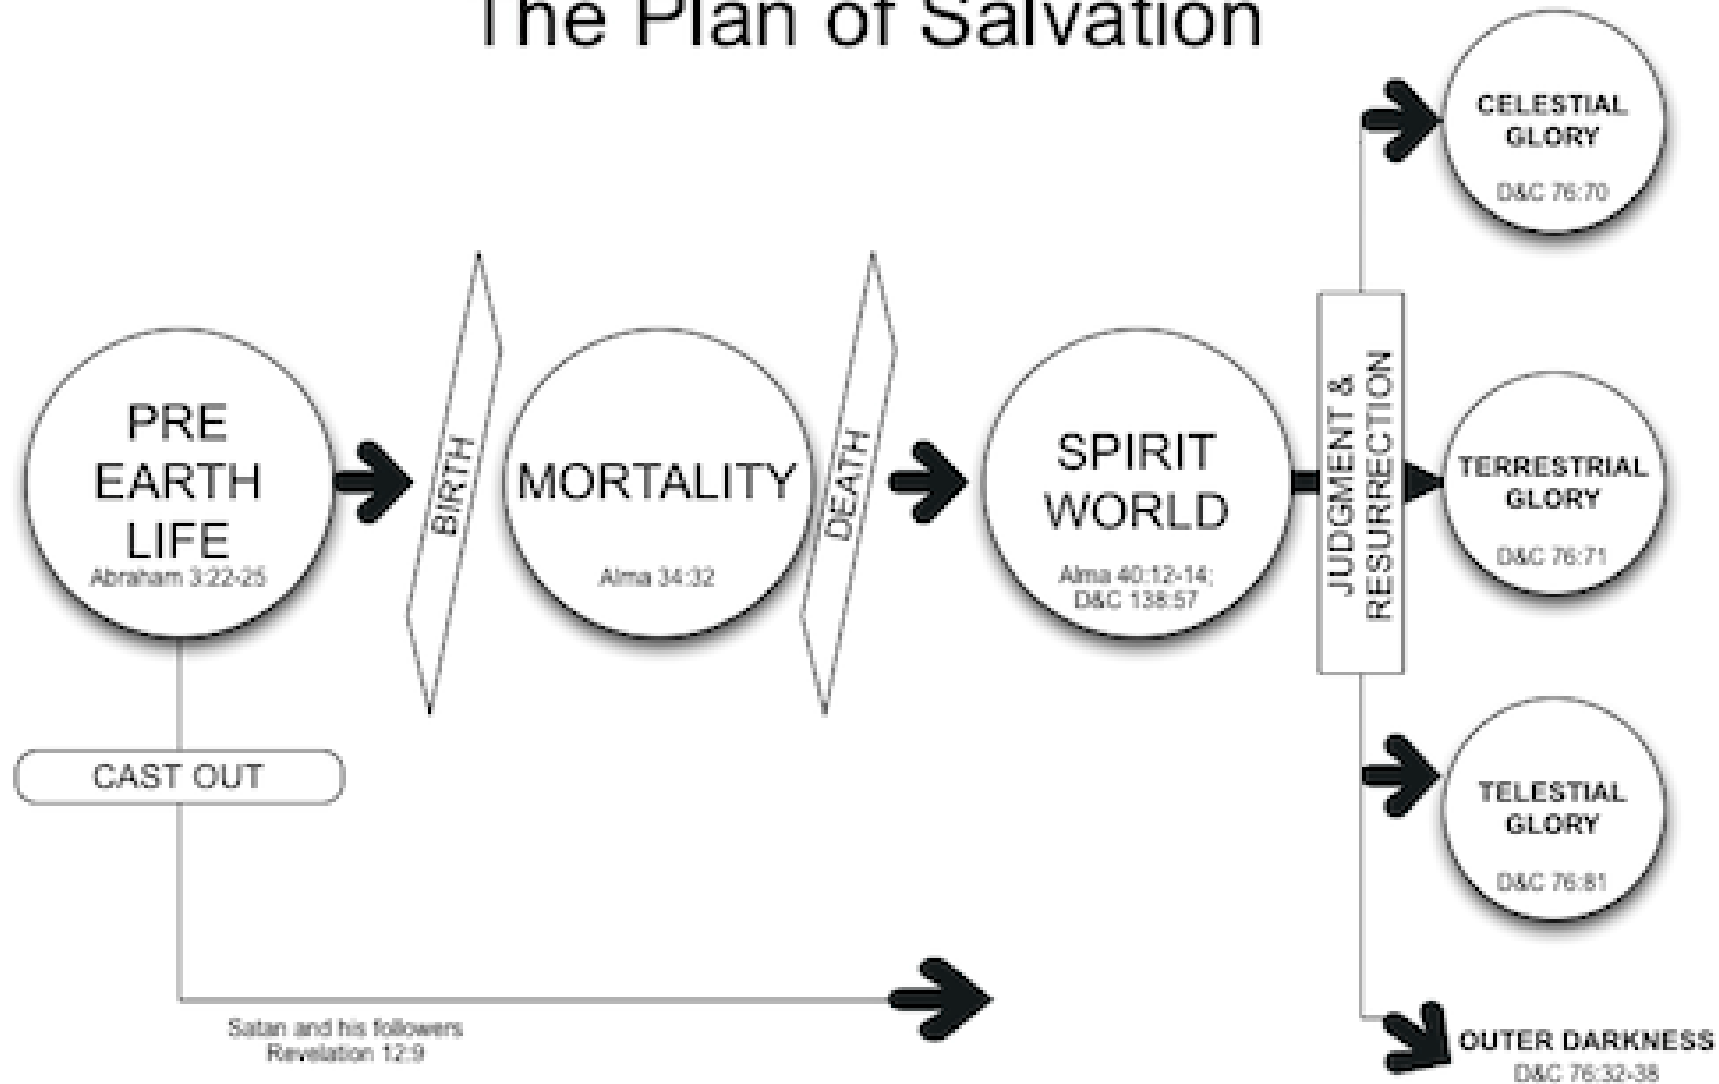 The Plan of Salvation
CELESTIAL
GLORY
D&C 76:70
PRE
EARTH
LIFE
Abraham 3:22-25
BIRTH
MORTALITY
Alma 34:32
DEATH
SPIRIT
WORLD
Alma 40:12-14;
D&C 138:57
JUDGMENT &
RESURRECTION
TERRESTRIAL
GLORY
D&C 76:71
CAST OUT
TELESTIAL
GLORY
D&C 76:81
Satan and his followers
Revelation 12:9
OUTER DARKNESS
D&C 76:32-38